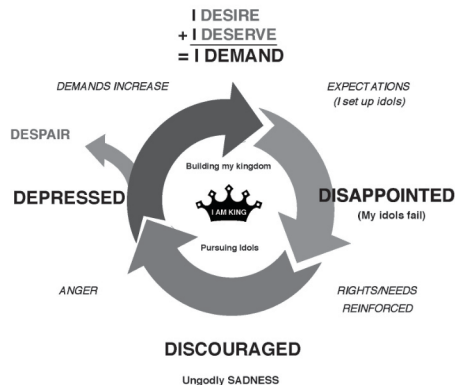 I DESIRE
+ I DESERVE
= I DEMAND
DEMANDS INCREASE
EXPECTATIONS
(I set up idols)
DESPAIR
Building my kingdom
DEPRESSED
I AM KING
DISAPPOINTED
(My idols fail)
Pursuing Idols
ANGER
RIGHTS/NEEDS
REINFORCED
DISCOURAGED
Ungodly SADNESS